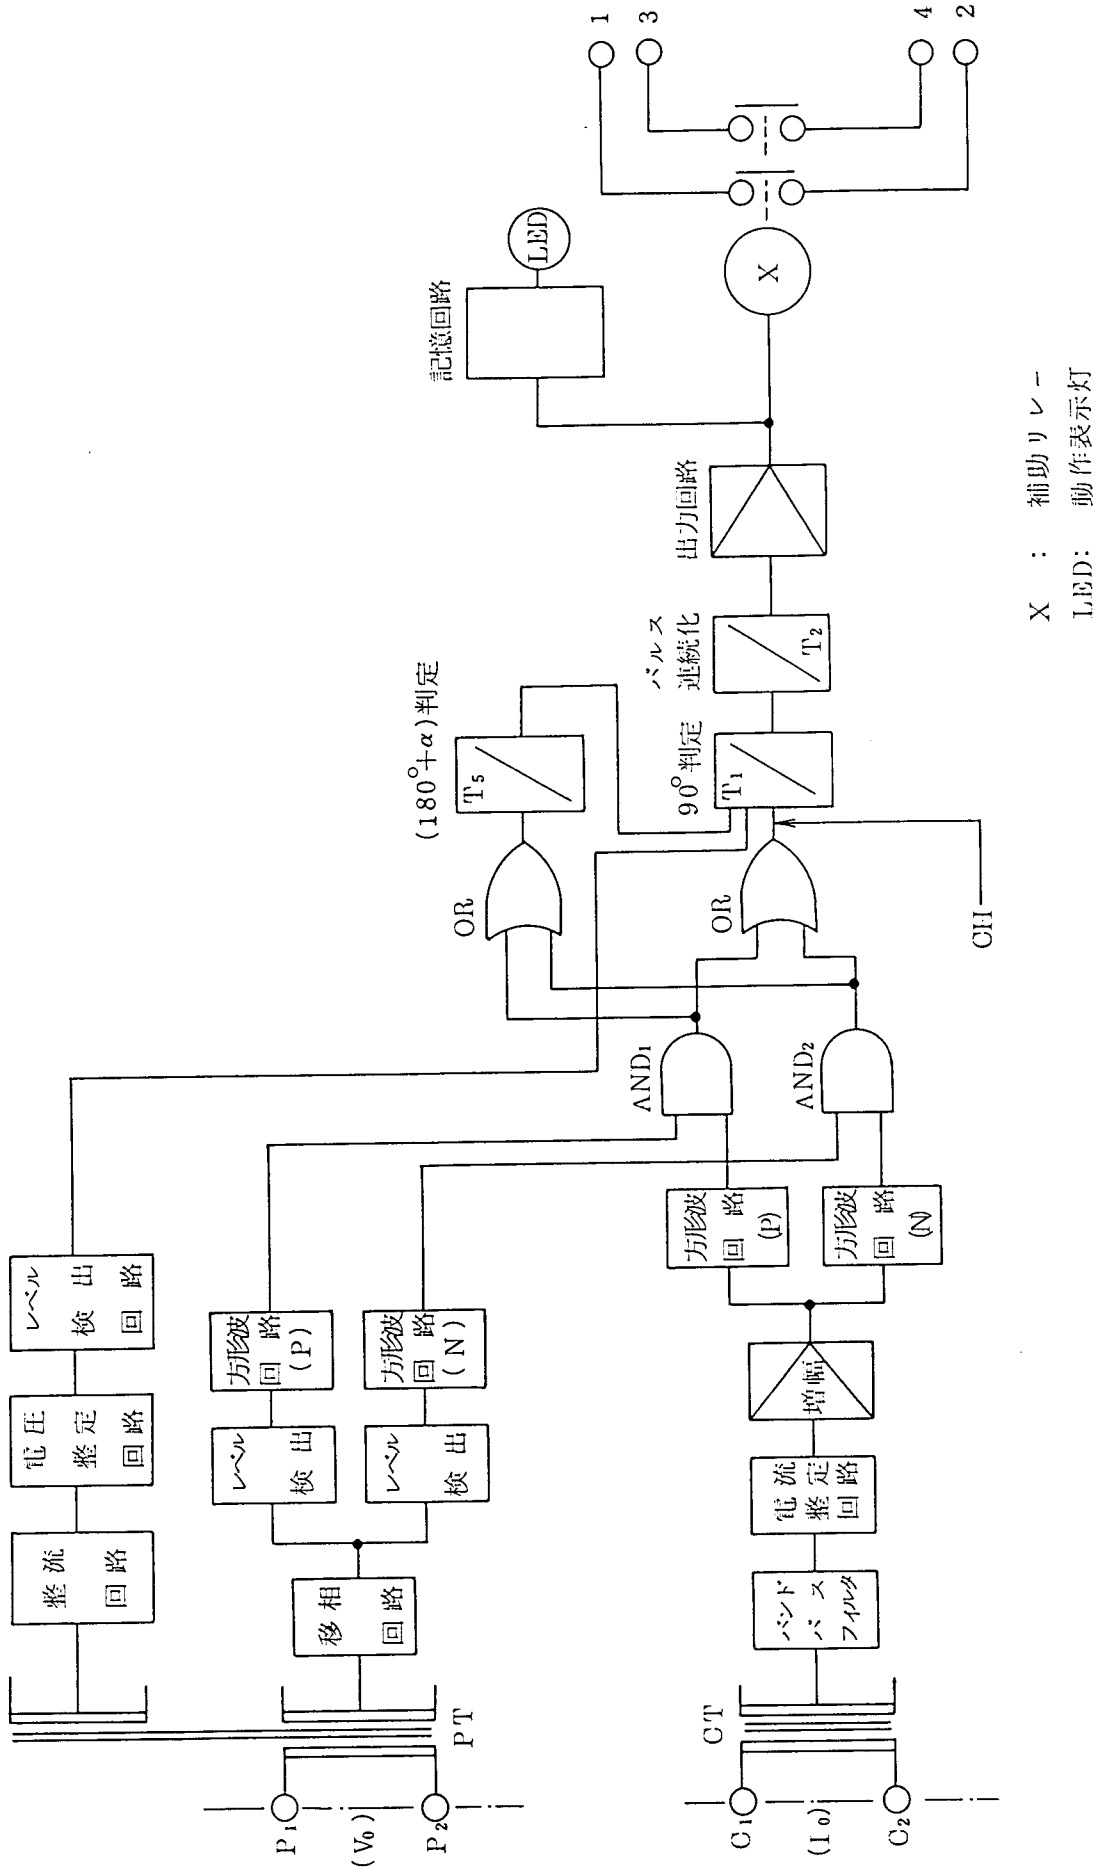 整流
回路
電圧
整定
回路
レベル
検出
回路
P₁
(V₀)
P₂
PT
移相
回路
レベル
検出
方形波
回路
(P)
レベル
検出
方形波
回路
(N)
C₁
(I₀)
C₂
CT
バンド
パス
フィルタ
電流
整定
回路
増幅
方形波
回路
(P)
方形波
回路
(N)
AND₁
AND₂
OR
OR
CH
(180°+α)判定
T₅
90°判定
T₁
パルス
連続化
T₂
出力回路
記憶回路
LED
X
1
3
4
2
X : 補助リレー
LED: 動作表示灯